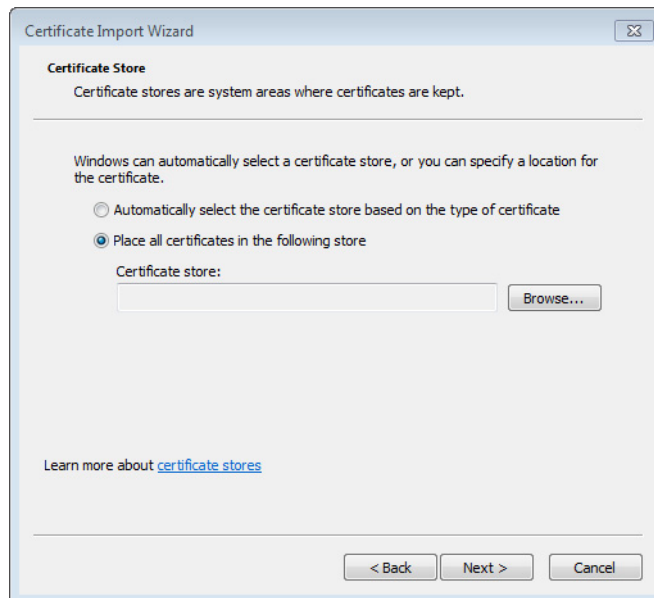 Certificate Import Wizard
Certificate Store
Certificate stores are system areas where certificates are kept.
Windows can automatically select a certificate store, or you can specify a location for
the certificate.
Automatically select the certificate store based on the type of certificate
Place all certificates in the following store
Certificate store:
Browse...
Learn more about certificate stores
< Back Next > Cancel